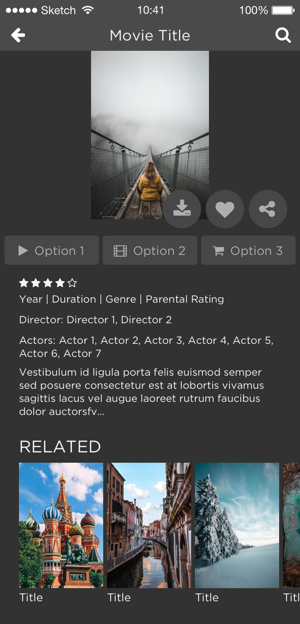 Sketch 10:41 100%
Movie Title
Option 1 Option 2 Option 3
Year | Duration | Genre | Parental Rating
Director: Director 1, Director 2
Actors: Actor 1, Actor 2, Actor 3, Actor 4, Actor 5,
Actor 6, Actor 7
Vestibulum id ligula porta felis euismod semper
sed posuere consectetur est at lobortis vivamus
sagittis lacus vel augue laoreet rutrum faucibus
dolor auctorsfv...
RELATED
Title Title Title Title